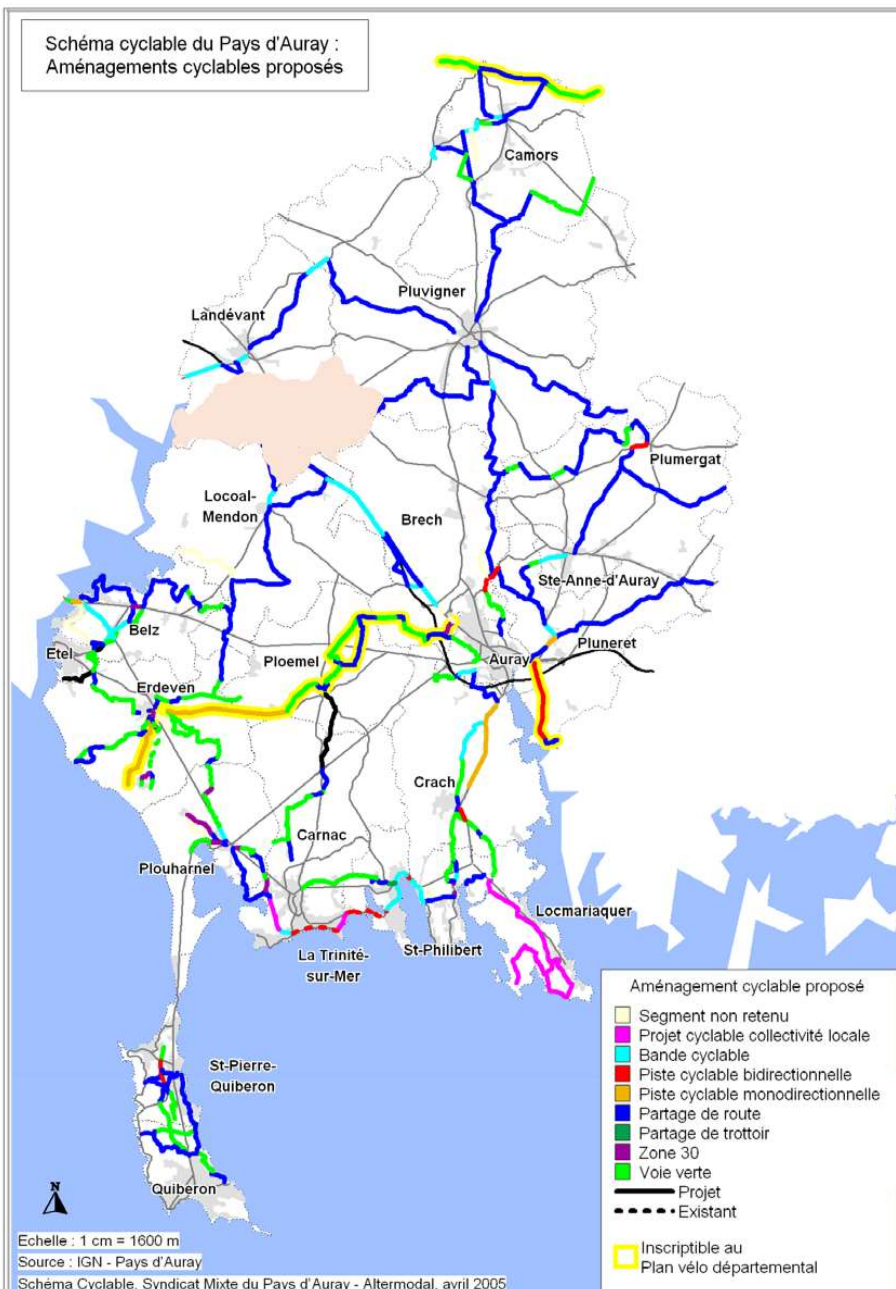 Schéma cyclable du Pays d'Auray :
Aménagements cyclables proposés
Camors
Pluvigner
Landévant
Plumergat
Locoal-
Mendon
Brech
Ste-Anne-d'Auray
Belz
Etel
Ploemel
Auray
Pluneret
Erdeven
Crach
Carnac
Plouharnel
Locmariaquer
La Trinité-
sur-Mer
St-Philibert
St-Pierre-
Quiberon
Quiberon
Aménagement cyclable proposé
Segment non retenu
Projet cyclable collectivité locale
Bande cyclable
Piste cyclable bidirectionnelle
Piste cyclable monodirectionnelle
Partage de route
Partage de trottoir
Zone 30
Voie verte
Projet
Existant
Inscriptible au
Plan vélo départemental
N
Echelle : 1 cm = 1600 m
Source : IGN - Pays d'Auray
Schéma Cyclable, Syndicat Mixte du Pays d'Auray - Altermodal, avril 2005